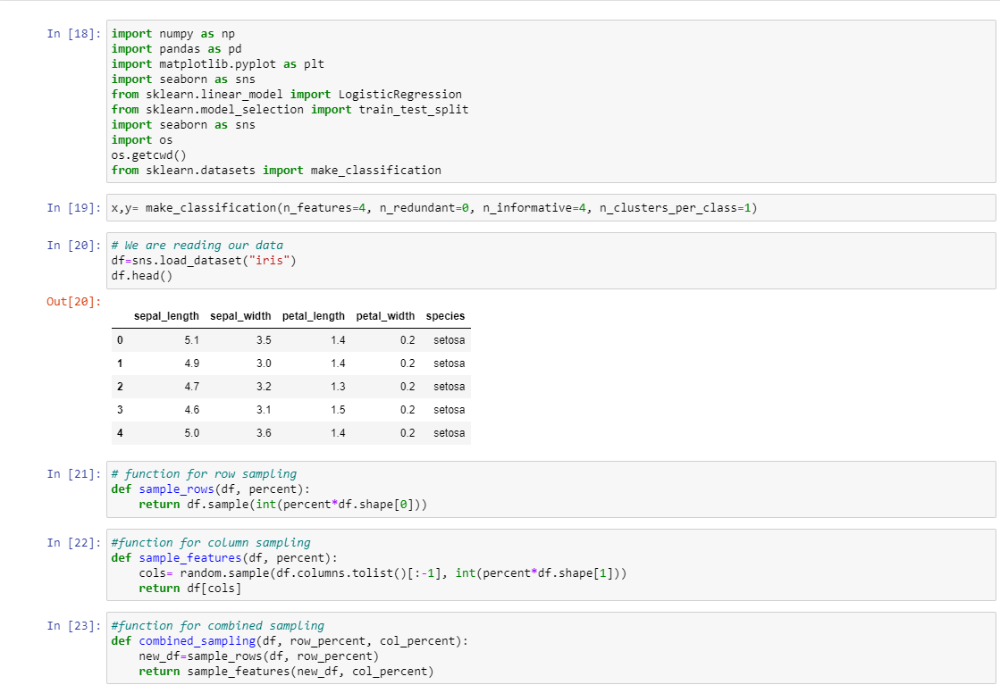 In [18]: import numpy as np
import pandas as pd
import matplotlib.pyplot as plt
import seaborn as sns
from sklearn.linear_model import LogisticRegression
from sklearn.model_selection import train_test_split
import seaborn as sns
import os
os.getcwd()
from sklearn.datasets import make_classification
In [19]: x,y= make_classification(n_features=4, n_redundant=0, n_informative=4, n_clusters_per_class=1)
In [20]: # We are reading our data
df=sns.load_dataset("iris")
df.head()
Out[20]:
sepal_length sepal_width petal_length petal_width species
0 5.1 3.5 1.4 0.2 setosa
1 4.9 3.0 1.4 0.2 setosa
2 4.7 3.2 1.3 0.2 setosa
3 4.6 3.1 1.5 0.2 setosa
4 5.0 3.6 1.4 0.2 setosa
In [21]: # function for row sampling
def sample_rows(df, percent):
return df.sample(int(percent*df.shape[0]))
In [22]: #function for column sampling
def sample_features(df, percent):
cols= random.sample(df.columns.tolist()[:-1], int(percent*df.shape[1]))
return df[cols]
In [23]: #function for combined sampling
def combined_sampling(df, row_percent, col_percent):
new_df=sample_rows(df, row_percent)
return sample_features(new_df, col_percent)